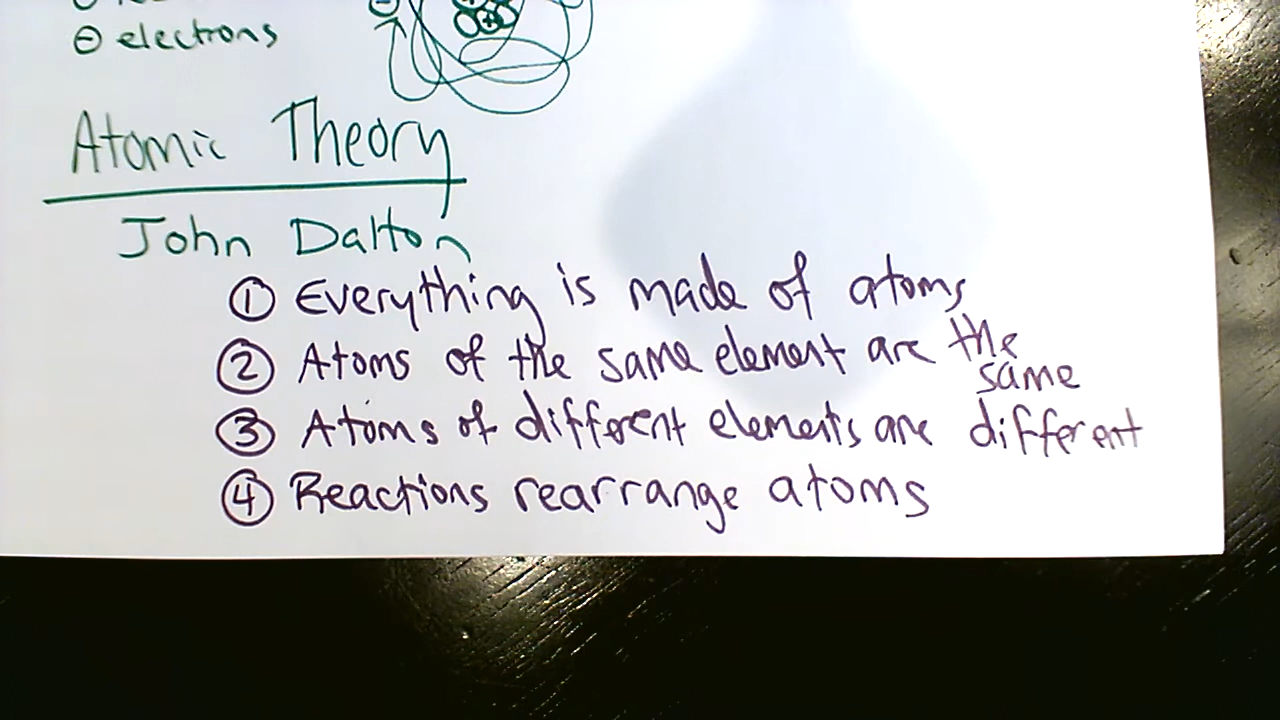 ⊖ electrons
Atomic Theory
John Dalton
① Everything is made of atoms
② Atoms of the same element are the
same
③ Atoms of different elements are different
④ Reactions rearrange atoms